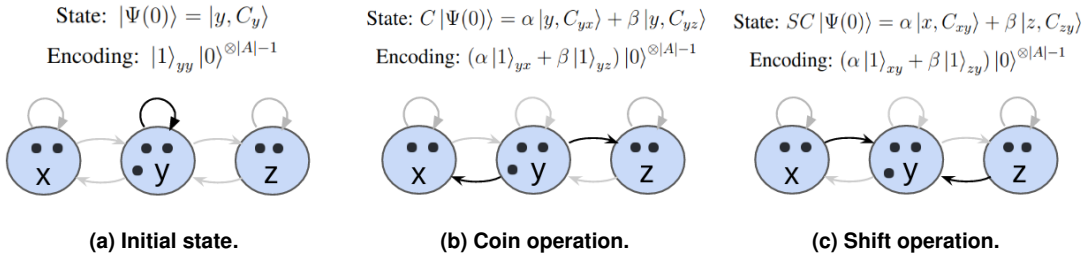 State: |Ψ(0)⟩ = |y, C_y⟩
Encoding: |1⟩_yy |0⟩^⊗|A|−1
x y z
(a) Initial state.
State: C |Ψ(0)⟩ = α |y, C_yx⟩ + β |y, C_yz⟩
Encoding: (α |1⟩_yx + β |1⟩_yz) |0⟩^⊗|A|−1
x y z
(b) Coin operation.
State: SC |Ψ(0)⟩ = α |x, C_xy⟩ + β |z, C_zy⟩
Encoding: (α |1⟩_xy + β |1⟩_zy) |0⟩^⊗|A|−1
x y z
(c) Shift operation.